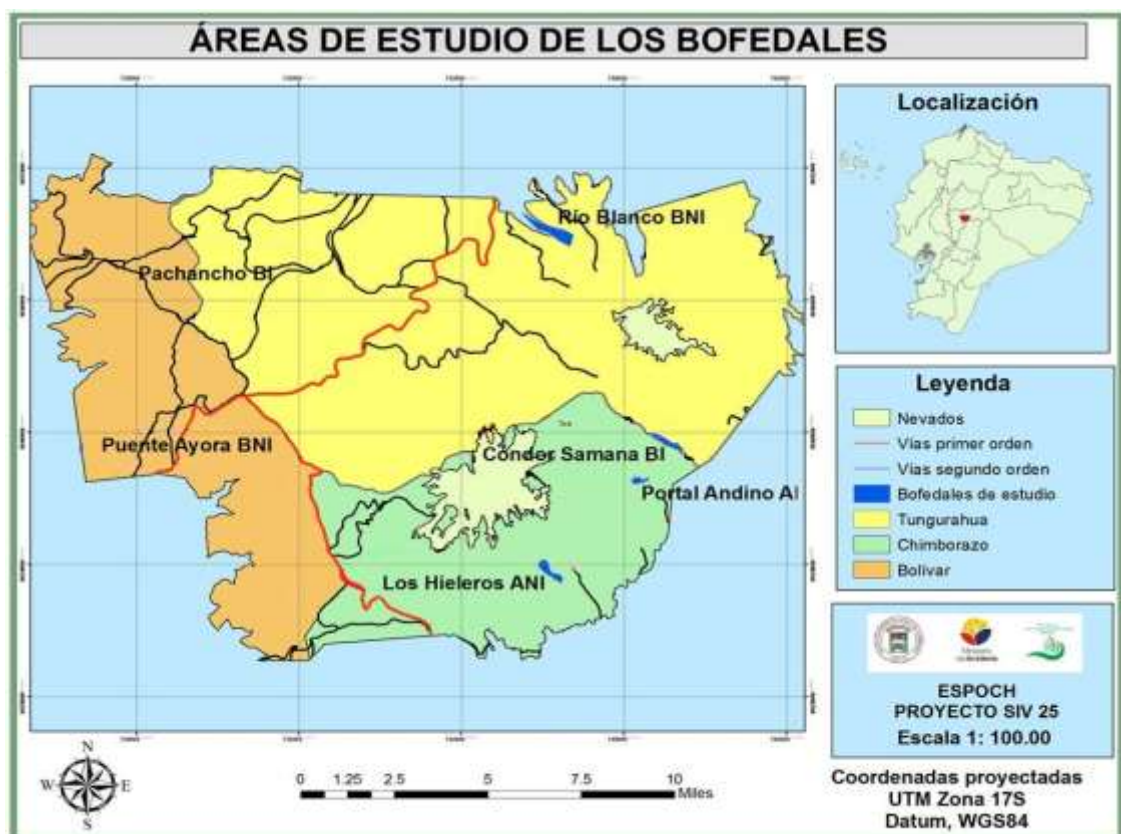 ÁREAS DE ESTUDIO DE LOS BOFEDALES
Río Blanco BNI
Pachancho BI
Puente Ayora BNI
Cóndor Samana BI
Portal Andino AI
Los Hieleros ANI
Localización
Leyenda
Nevados
Vías primer orden
Vías segundo orden
Bofedales de estudio
Tungurahua
Chimborazo
Bolívar
ESPOCH
PROYECTO SIV 25
Escala 1: 100.00
N
W
E
S
0 1.25 2.5 5 7.5 10
Miles
Coordenadas proyectadas
UTM Zona 17S
Datum, WGS84